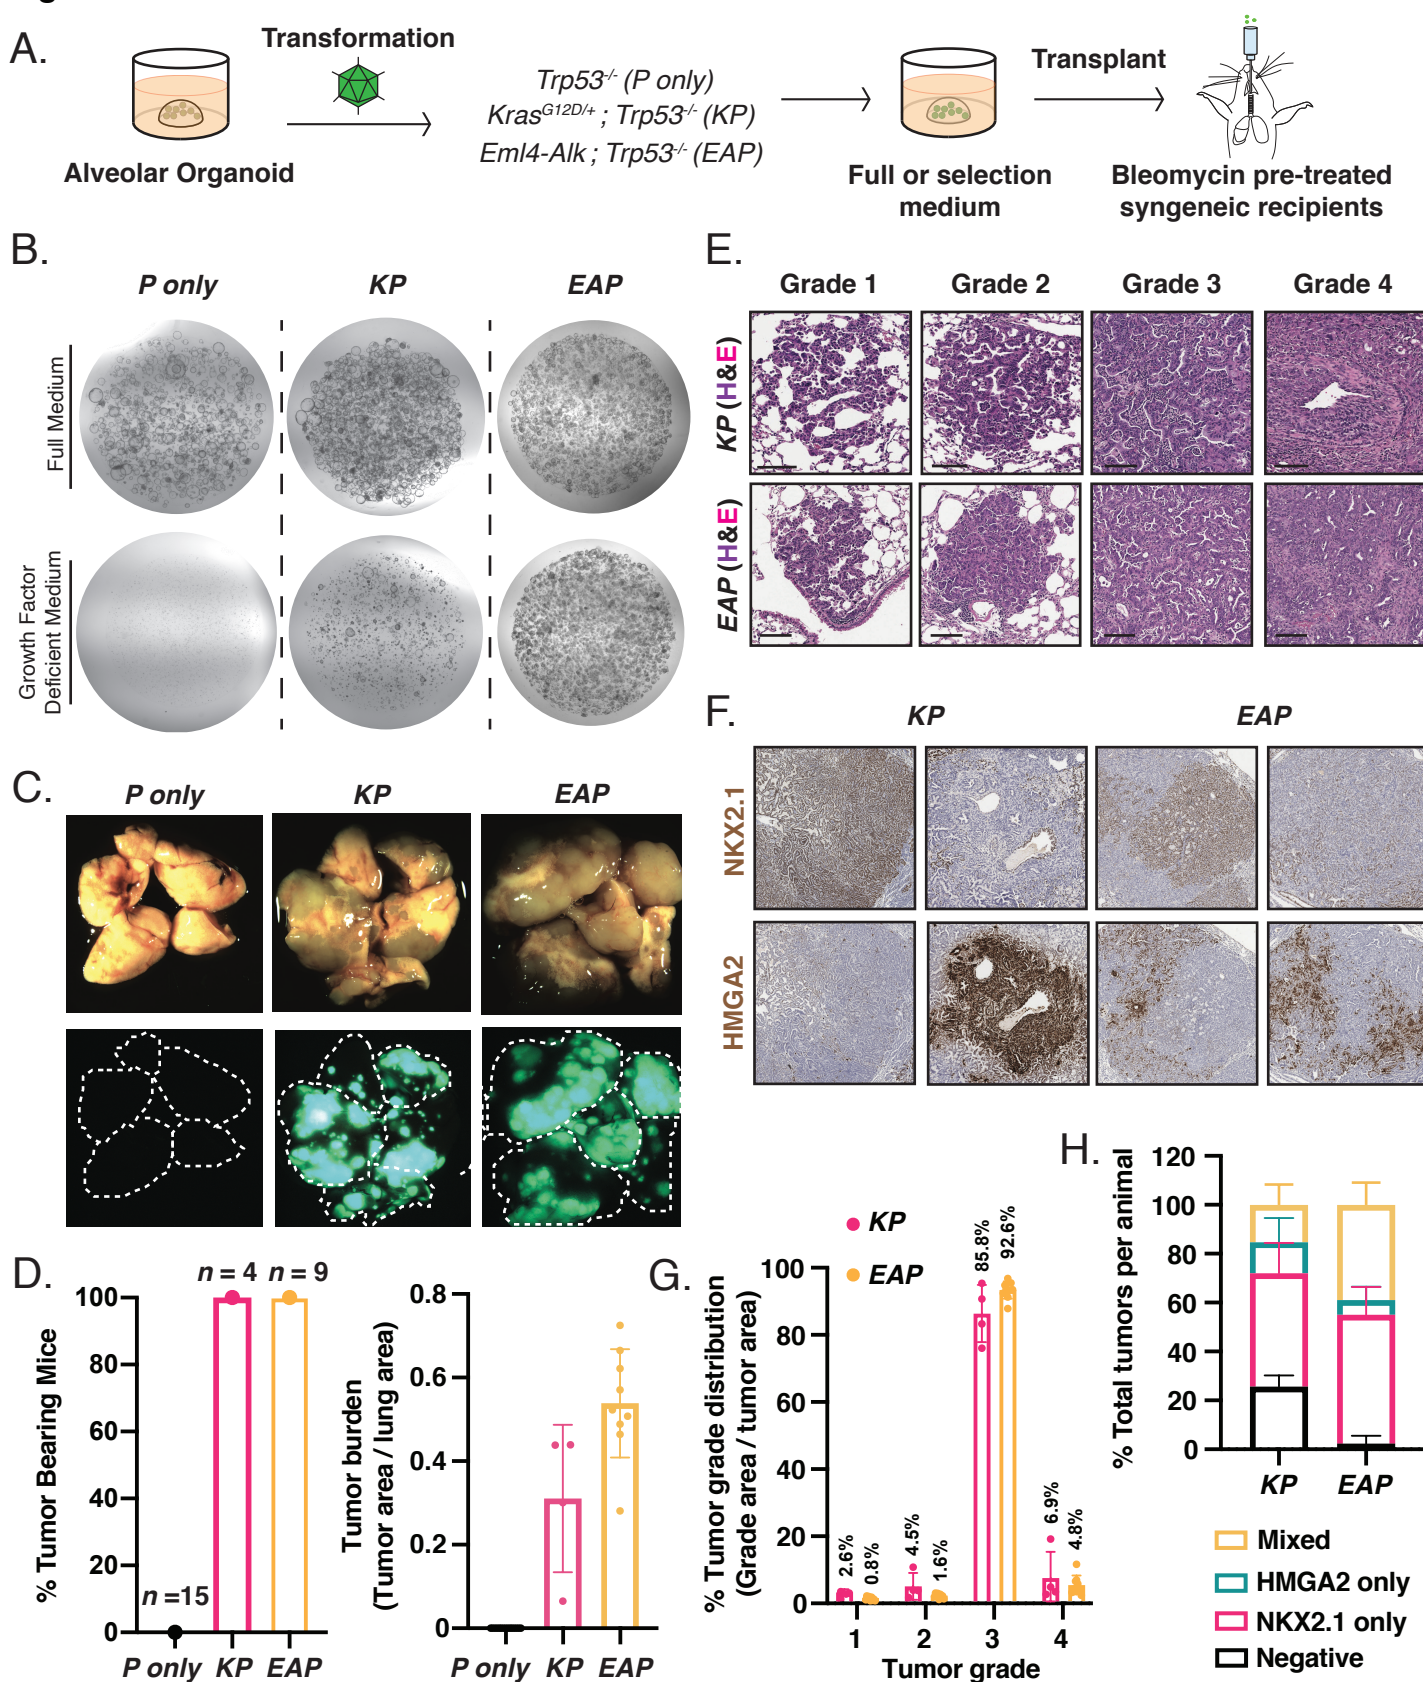 A.
Transformation
Alveolar Organoid
Trp53-/- (P only)
KrasG12D/+ ; Trp53-/- (KP)
Eml4-Alk ; Trp53-/- (EAP)
Full or selection
medium
Transplant
Bleomycin pre-treated
syngeneic recipients
B.
P only
KP
EAP
Full Medium
Growth Factor
Deficient Medium
C.
P only
KP
EAP
D.
% Tumor Bearing Mice
100
80
60
40
20
0
n =15
n = 4
n = 9
P only
KP
EAP
Tumor burden
(Tumor area / lung area)
0.8
0.6
0.4
0.2
0
P only
KP
EAP
E.
Grade 1
Grade 2
Grade 3
Grade 4
KP (H&E)
EAP (H&E)
F.
KP
EAP
NKX2.1
HMGA2
G.
KP
EAP
% Tumor grade distribution
(Grade area / tumor area)
100
80
60
40
20
0
2.6%
0.8%
4.5%
1.6%
85.8%
92.6%
6.9%
4.8%
1
2
3
4
Tumor grade
H.
% Total tumors per animal
120
100
80
60
40
20
0
KP
EAP
Mixed
HMGA2 only
NKX2.1 only
Negative